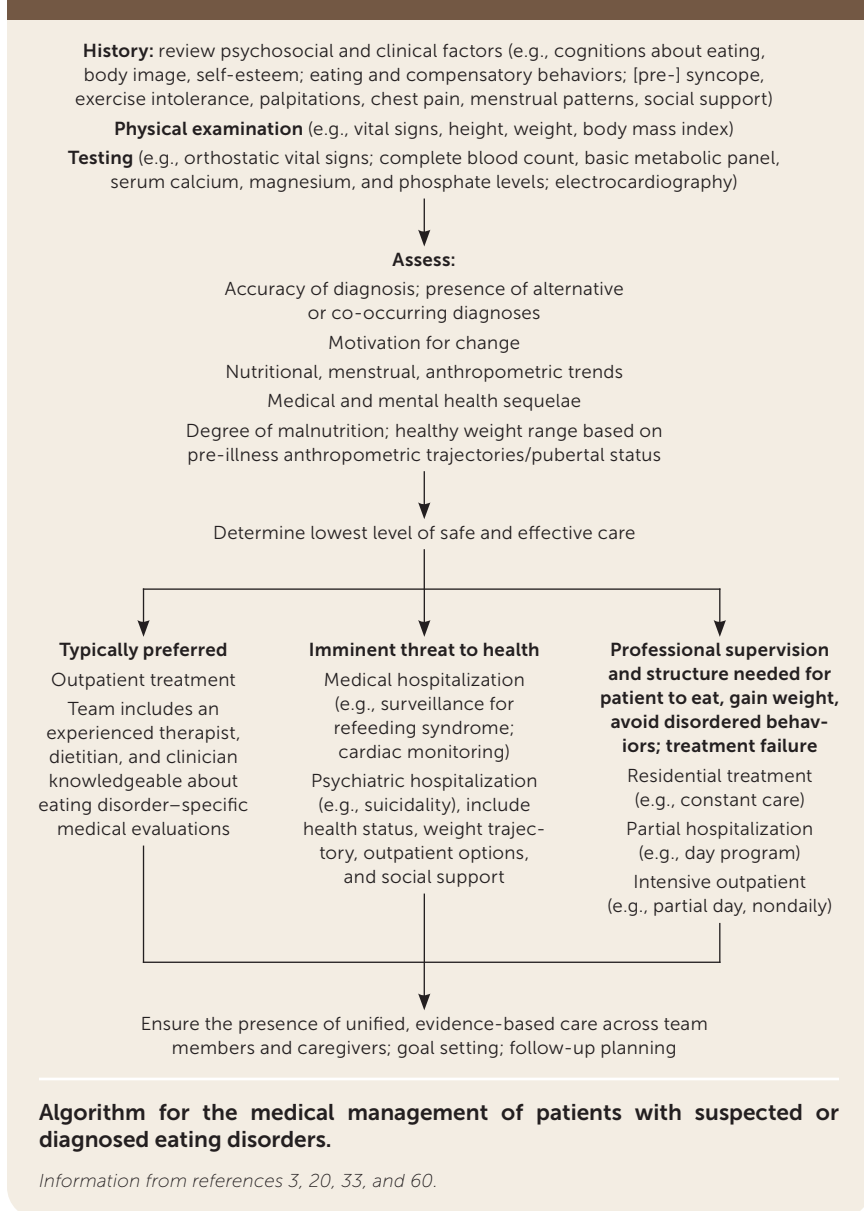 History: review psychosocial and clinical factors (e.g., cognitions about eating,
body image, self-esteem; eating and compensatory behaviors; [pre-] syncope,
exercise intolerance, palpitations, chest pain, menstrual patterns, social support)
Physical examination (e.g., vital signs, height, weight, body mass index)
Testing (e.g., orthostatic vital signs; complete blood count, basic metabolic panel,
serum calcium, magnesium, and phosphate levels; electrocardiography)
Assess:
Accuracy of diagnosis; presence of alternative
or co-occurring diagnoses
Motivation for change
Nutritional, menstrual, anthropometric trends
Medical and mental health sequelae
Degree of malnutrition; healthy weight range based on
pre-illness anthropometric trajectories/pubertal status
Determine lowest level of safe and effective care
Typically preferred
Outpatient treatment
Team includes an
experienced therapist,
dietitian, and clinician
knowledgeable about
eating disorder–specific
medical evaluations
Imminent threat to health
Medical hospitalization
(e.g., surveillance for
refeeding syndrome;
cardiac monitoring)
Psychiatric hospitalization
(e.g., suicidality), include
health status, weight trajec-
tory, outpatient options,
and social support
Professional supervision
and structure needed for
patient to eat, gain weight,
avoid disordered behav-
iors; treatment failure
Residential treatment
(e.g., constant care)
Partial hospitalization
(e.g., day program)
Intensive outpatient
(e.g., partial day, nondaily)
Ensure the presence of unified, evidence-based care across team
members and caregivers; goal setting; follow-up planning
Algorithm for the medical management of patients with suspected or
diagnosed eating disorders.
Information from references 3, 20, 33, and 60.